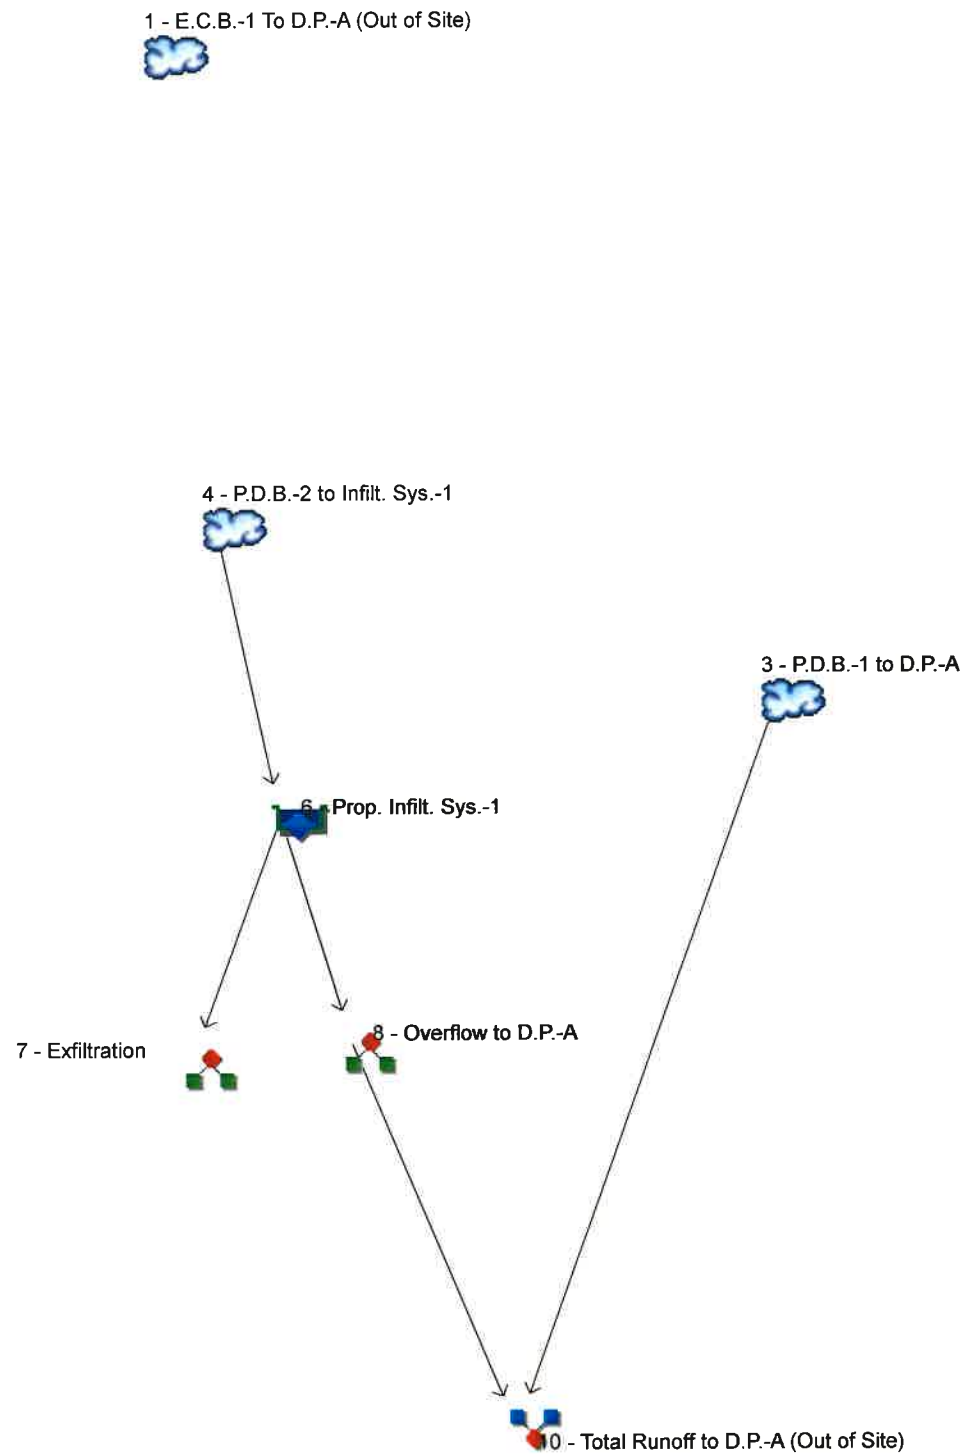 1 - E.C.B.-1 To D.P.-A (Out of Site)
4 - P.D.B.-2 to Infilt. Sys.-1
3 - P.D.B.-1 to D.P.-A
6 - Prop. Infilt. Sys.-1
8 - Overflow to D.P.-A
7 - Exfiltration
10 - Total Runoff to D.P.-A (Out of Site)